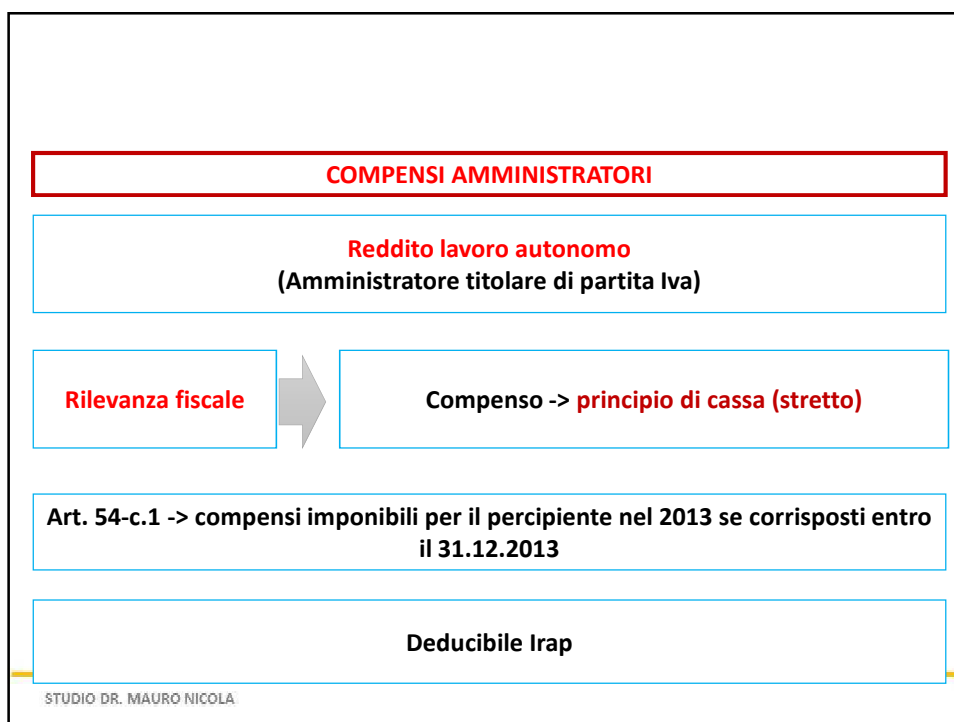 COMPENSI AMMINISTRATORI
Reddito lavoro autonomo
(Amministratore titolare di partita Iva)
Rilevanza fiscale
Compenso -> principio di cassa (stretto)
Art. 54-c.1 -> compensi imponibili per il percipiente nel 2013 se corrisposti entro
il 31.12.2013
Deducibile Irap
STUDIO DR. MAURO NICOLA